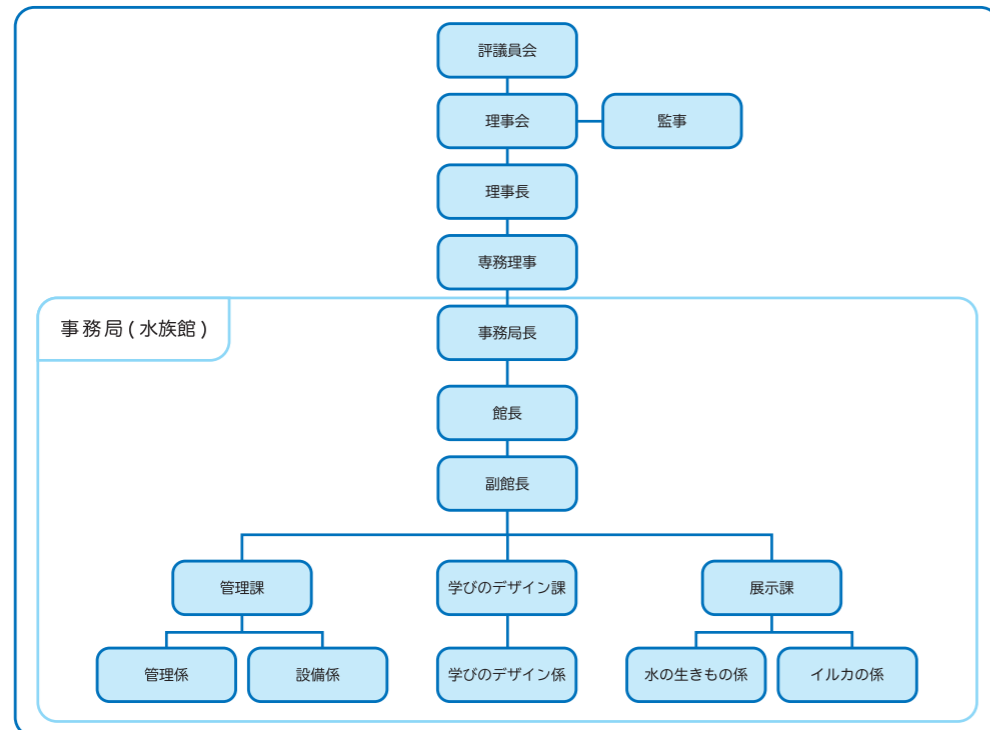 評議員会
理事会
監事
理事長
専務理事
事務局(水族館)
事務局長
館長
副館長
管理課
学びのデザイン課
展示課
管理係
設備係
学びのデザイン係
水の生きもの係
イルカの係